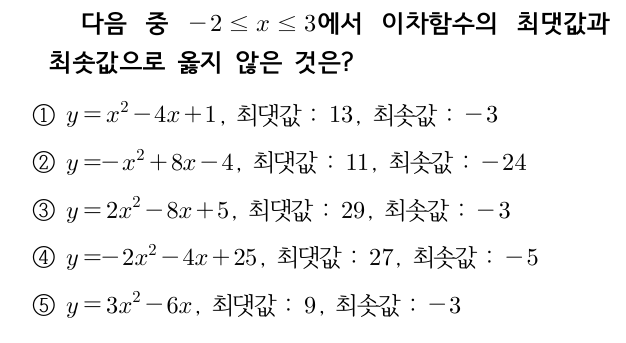 다음 중 $-2 \leq x \leq 3$에서 이차함수의 최댓값과
최솟값으로 옳지 않은 것은?
① $y=x^2-4x+1$, 최댓값 : 13, 최솟값 : $-3$
② $y=-x^2+8x-4$, 최댓값 : 11, 최솟값 : $-24$
③ $y=2x^2-8x+5$, 최댓값 : 29, 최솟값 : $-3$
④ $y=-2x^2-4x+25$, 최댓값 : 27, 최솟값 : $-5$
⑤ $y=3x^2-6x$, 최댓값 : 9, 최솟값 : $-3$